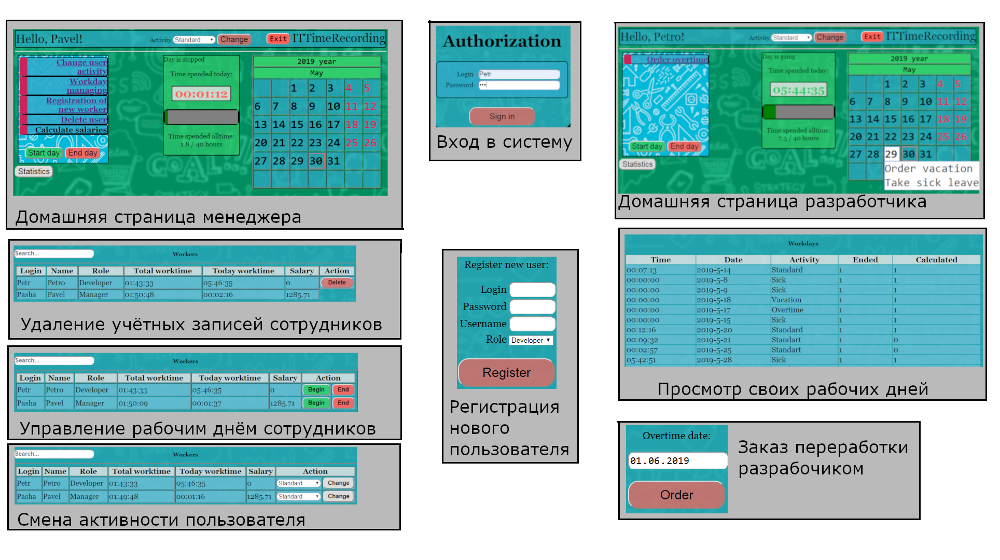 Hello, Pavel!
Activity Standard Change
Exit ITTimeRecording
Change user
activity
Workday
managing
Registration of
new worker
Delete user
Calculate salaries
Start day End day
Statistics
Day is stopped
Time spended today:
00:01:12
Time spended alltime:
1.8 / 40 hours
2019 year
May
1 2 3 4 5
6 7 8 9 10 11 12
13 14 15 16 17 18 19
20 21 22 23 24 25 26
27 28 29 30 31
Домашняя страница менеджера
Authorization
Login Petr
Password •••
Sign in
Вход в систему
Hello, Petro!
Activity Standard Change
Exit ITTimeRecording
Order overtime
Start day End day
Statistics
Day is going
Time spended today:
05:44:35
Time spended alltime:
7.3 / 40 hours
2019 year
May
1 2 3 4 5
6 7 8 9 10 11 12
13 14 15 16 17 18 19
20 21 22 23 24 25 26
27 28 29 30 31
Order vacation
Take sick leave
Домашняя страница разработчика
Search...
Workers
Login Name Role Total worktime Today worktime Salary Action
Petr Petro Developer 01:43:33 05:46:35 0 Delete
Pasha Pavel Manager 01:50:48 00:02:16 1285.71
Удаление учётных записей сотрудников
Search...
Workers
Login Name Role Total worktime Today worktime Salary Action
Petr Petro Developer 01:43:33 05:46:35 0 Begin End
Pasha Pavel Manager 01:50:09 00:01:37 1285.71 Begin End
Управление рабочим днём сотрудников
Search...
Workers
Login Name Role Total worktime Today worktime Salary Action
Petr Petro Developer 01:43:33 05:46:35 0 Standard Change
Pasha Pavel Manager 01:49:48 00:01:16 1285.71 Standard Change
Смена активности пользователя
Register new user:
Login
Password
Username
Role Developer
Register
Регистрация
нового
пользователя
Workdays
Time Date Activity Ended Calculated
00:07:13 2019-5-14 Standard 1 1
00:00:00 2019-5-8 Sick 1 1
00:00:00 2019-5-9 Sick 1 1
00:00:00 2019-5-18 Vacation 1 1
00:00:00 2019-5-17 Overtime 1 1
00:00:00 2019-5-15 Sick 1 1
00:12:16 2019-5-20 Standard 1 1
00:09:32 2019-5-21 Standart 1 0
00:02:57 2019-5-25 Standart 1 0
05:42:51 2019-5-28 Sick 1 1
Просмотр своих рабочих дней
Overtime date:
01.06.2019
Order
Заказ переработки
разрабочиком